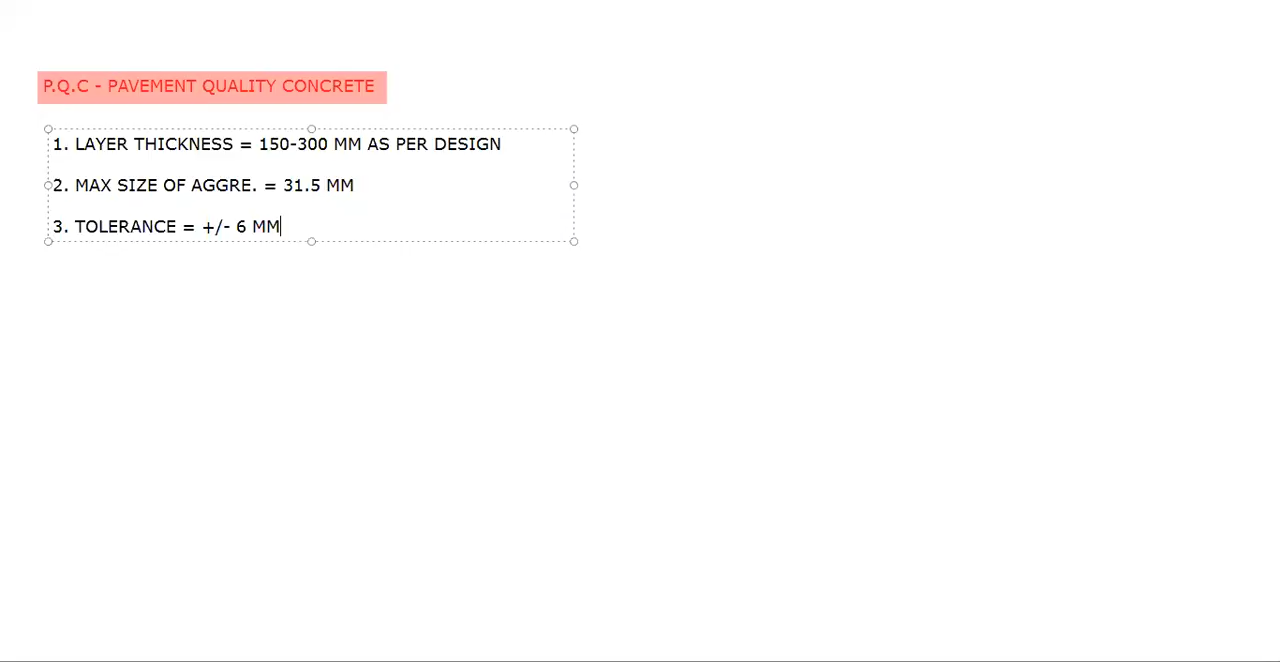 P.Q.C - PAVEMENT QUALITY CONCRETE
1. LAYER THICKNESS = 150-300 MM AS PER DESIGN
2. MAX SIZE OF AGGRE. = 31.5 MM
3. TOLERANCE = +/- 6 MM